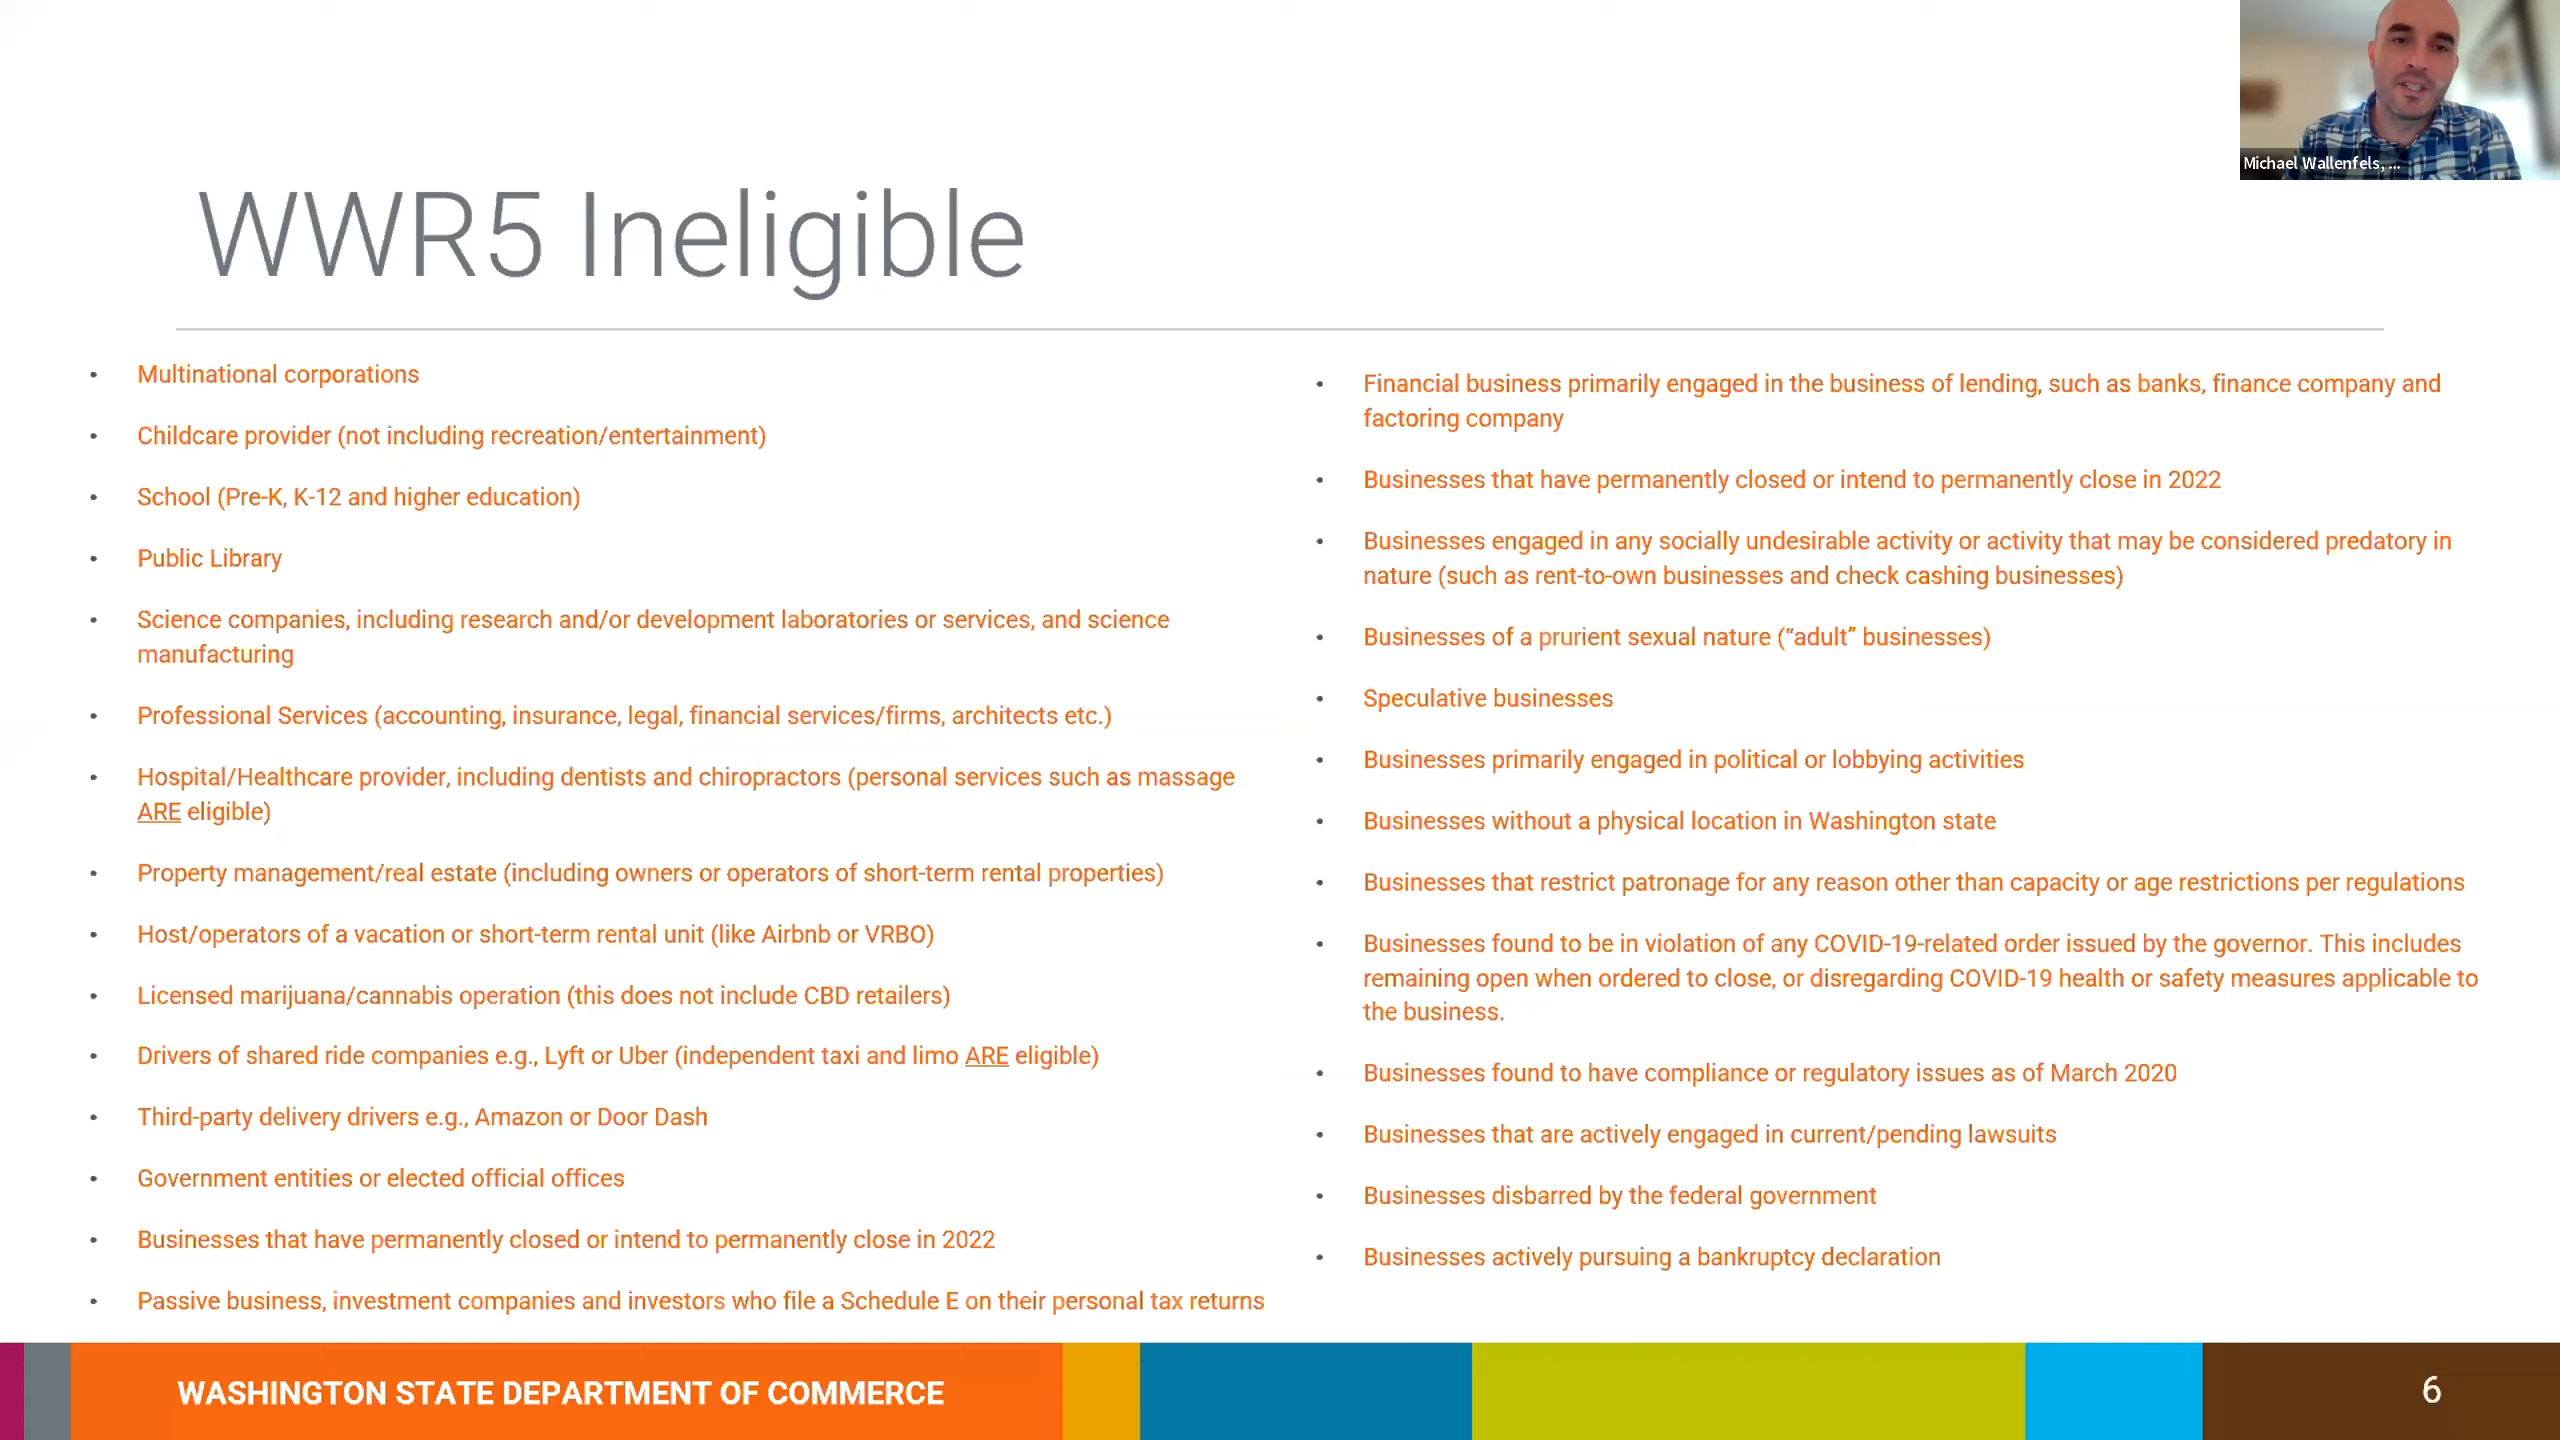 Michael Wallenfels, ...
WWR5 Ineligible
• Multinational corporations
• Childcare provider (not including recreation/entertainment)
• School (Pre-K, K-12 and higher education)
• Public Library
• Science companies, including research and/or development laboratories or services, and science
manufacturing
• Professional Services (accounting, insurance, legal, financial services/firms, architects etc.)
• Hospital/Healthcare provider, including dentists and chiropractors (personal services such as massage
ARE eligible)
• Property management/real estate (including owners or operators of short-term rental properties)
• Host/operators of a vacation or short-term rental unit (like Airbnb or VRBO)
• Licensed marijuana/cannabis operation (this does not include CBD retailers)
• Drivers of shared ride companies e.g., Lyft or Uber (independent taxi and limo ARE eligible)
• Third-party delivery drivers e.g., Amazon or Door Dash
• Government entities or elected official offices
• Businesses that have permanently closed or intend to permanently close in 2022
• Passive business, investment companies and investors who file a Schedule E on their personal tax returns
• Financial business primarily engaged in the business of lending, such as banks, finance company and
factoring company
• Businesses that have permanently closed or intend to permanently close in 2022
• Businesses engaged in any socially undesirable activity or activity that may be considered predatory in
nature (such as rent-to-own businesses and check cashing businesses)
• Businesses of a prurient sexual nature (“adult” businesses)
• Speculative businesses
• Businesses primarily engaged in political or lobbying activities
• Businesses without a physical location in Washington state
• Businesses that restrict patronage for any reason other than capacity or age restrictions per regulations
• Businesses found to be in violation of any COVID-19-related order issued by the governor. This includes
remaining open when ordered to close, or disregarding COVID-19 health or safety measures applicable to
the business.
• Businesses found to have compliance or regulatory issues as of March 2020
• Businesses that are actively engaged in current/pending lawsuits
• Businesses disbarred by the federal government
• Businesses actively pursuing a bankruptcy declaration
WASHINGTON STATE DEPARTMENT OF COMMERCE
6